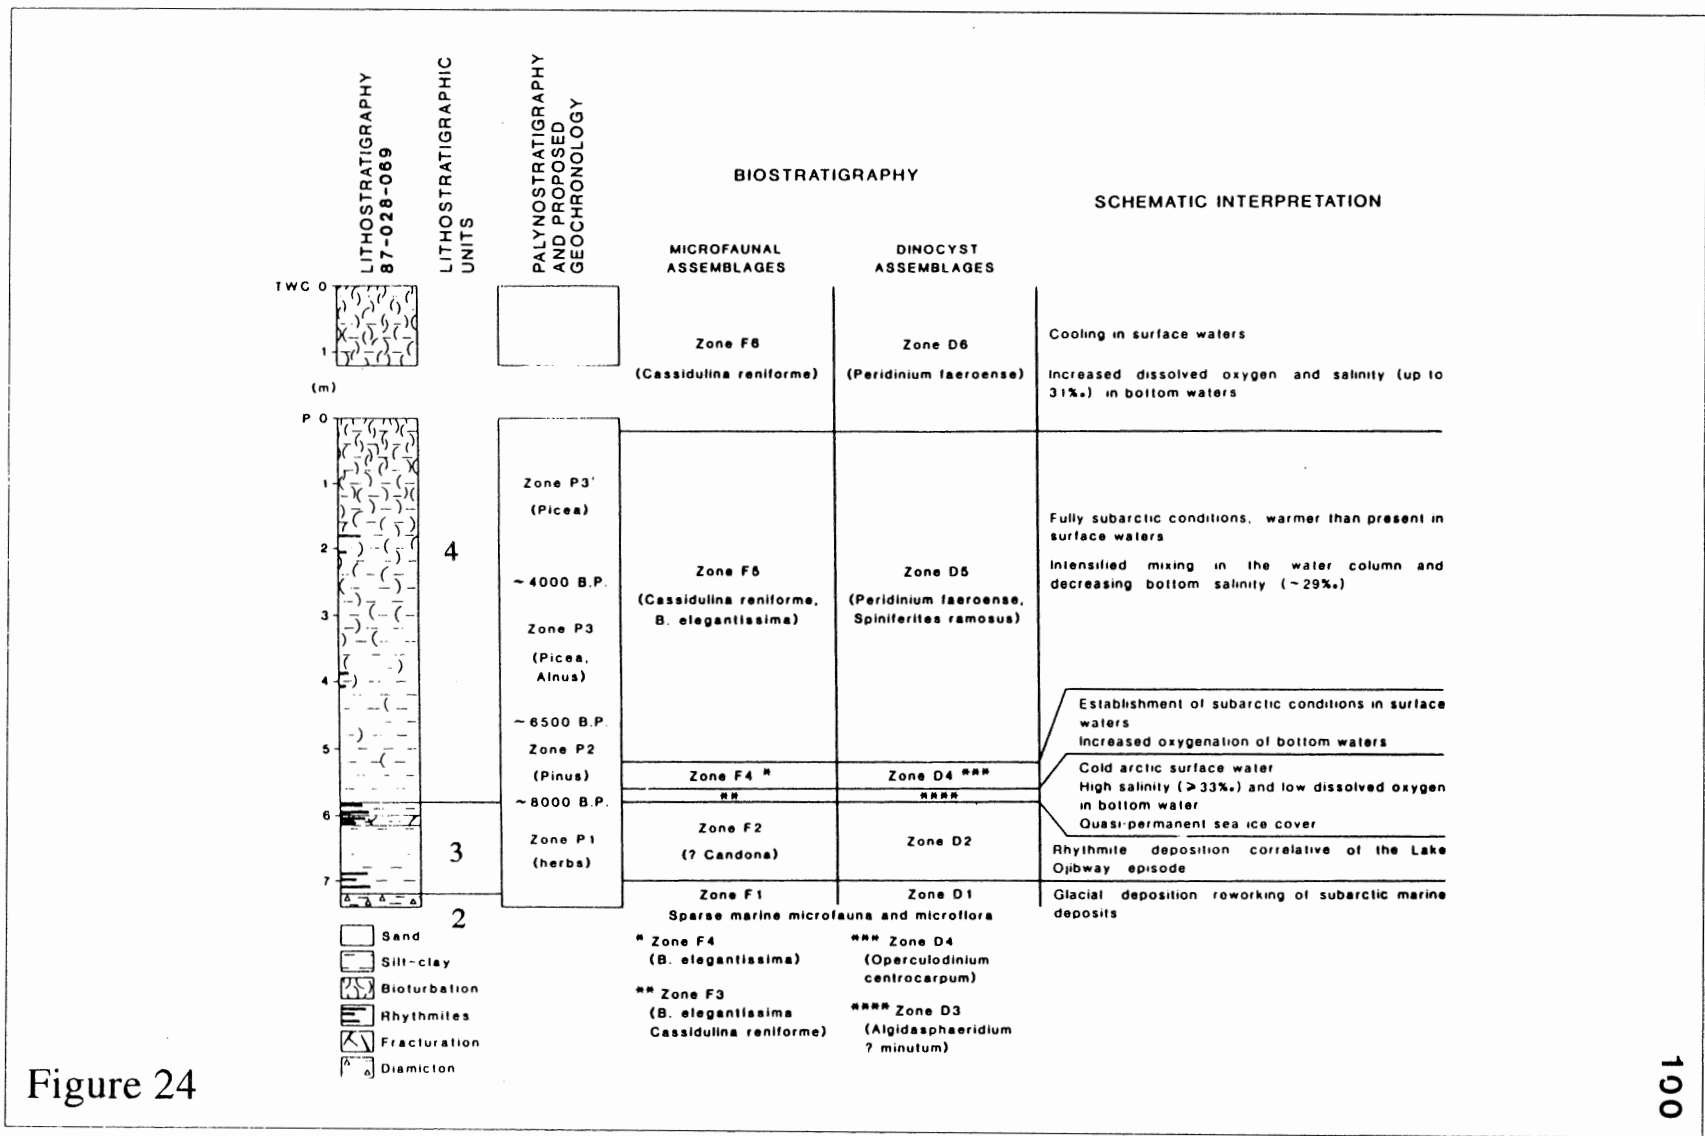 LITHOSTRATIGRAPHY
87-028-069
LITHOSTRATIGRAPHIC
UNITS
PALYNOSTRATIGRAPHY
AND PROPOSED
GEOCHRONOLOGY
BIOSTRATIGRAPHY
SCHEMATIC INTERPRETATION
MICROFAUNAL
ASSEMBLAGES
DINOCYST
ASSEMBLAGES
TWC 0
1
(m)
P 0
1
2
3
4
5
6
7
4
3
2
Zone P3'
(Picea)
~4000 B.P.
Zone P3
(Picea,
Alnus)
~6500 B.P.
Zone P2
(Pinus)
~8000 B.P.
Zone P1
(herbs)
Zone F6
(Cassidulina reniforme)
Zone F5
(Cassidulina reniforme,
B. elegantissima)
Zone F4 *
**
Zone F2
(? Candona)
Zone F1
Zone D6
(Peridinium faeroense)
Zone D5
(Peridinium faeroense,
Spiniferites ramosus)
Zone D4 ***
****
Zone D2
Zone D1
Sparse marine microfauna and microflora
Cooling in surface waters
Increased dissolved oxygen and salinity (up to
31‰) in bottom waters
Fully subarctic conditions, warmer than present in
surface waters
Intensified mixing in the water column and
decreasing bottom salinity (~29‰)
Establishment of subarctic conditions in surface
waters
Increased oxygenation of bottom waters
Cold arctic surface water
High salinity (≥33‰) and low dissolved oxygen
in bottom water
Quasi-permanent sea ice cover
Rhythmite deposition correlative of the Lake
Ojibway episode
Glacial deposition reworking of subarctic marine
deposits
Sand
Silt-clay
Bioturbation
Rhythmites
Fracturation
Diamicton
* Zone F4
(B. elegantissima)
** Zone F3
(B. elegantissima
Cassidulina reniforme)
*** Zone D4
(Operculodinium
centrocarpum)
**** Zone D3
(Algidasphaeridium
? minutum)
Figure 24
100